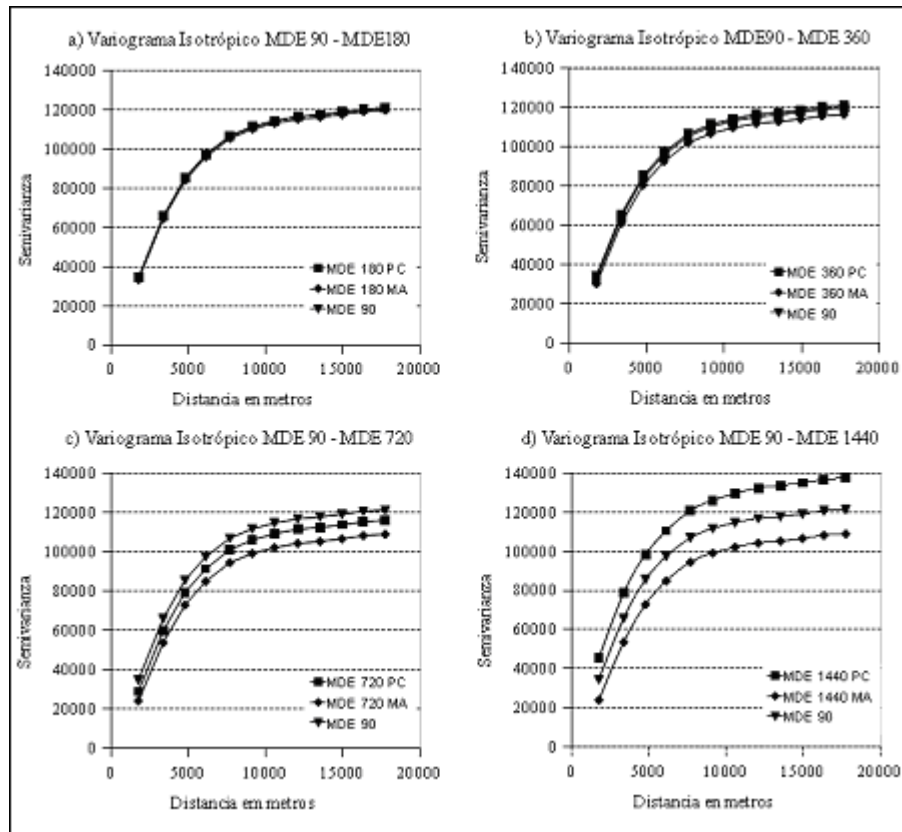 a) Variograma Isotrópico MDE 90 - MDE180
140000
120000
100000
80000
60000
40000
20000
0
Semivarianza
MDE 180 PC
MDE 180 MA
MDE 90
0 5000 10000 15000 20000
Distancia en metros
b) Variograma Isotrópico MDE90 - MDE 360
140000
120000
100000
80000
60000
40000
20000
0
Semivarianza
MDE 360 PC
MDE 360 MA
MDE 90
0 5000 10000 15000 20000
Distancia en metros
c) Variograma Isotrópico MDE 90 - MDE 720
140000
120000
100000
80000
60000
40000
20000
0
Semivarianza
MDE 720 PC
MDE 720 MA
MDE 90
0 5000 10000 15000 20000
Distancia em metros
d) Variograma Isotrópico MDE 90 - MDE 1440
140000
120000
100000
80000
60000
40000
20000
0
Semivarianza
MDE 1440 PC
MDE 1440 MA
MDE 90
0 5000 10000 15000 20000
Distancia en metros